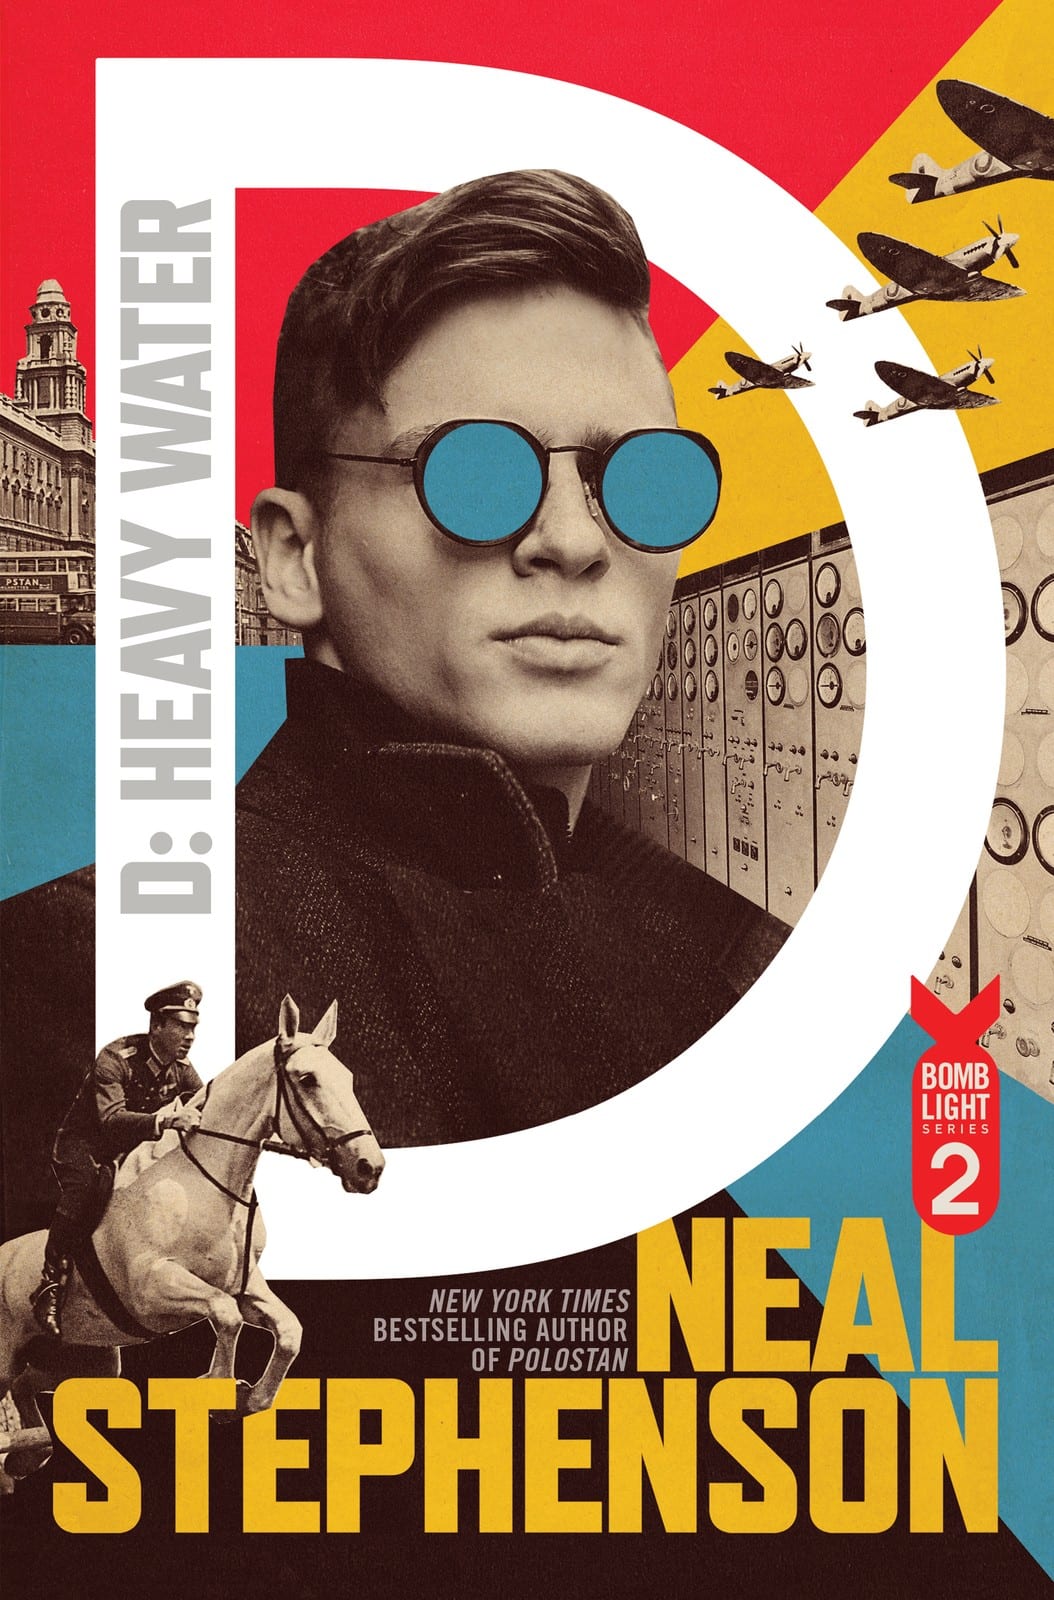 D
D: HEAVY WATER
PSTAN
BOMB
LIGHT
SERIES
2
NEW YORK TIMES
BESTSELLING AUTHOR
OF POLOSTAN
NEAL
STEPHENSON